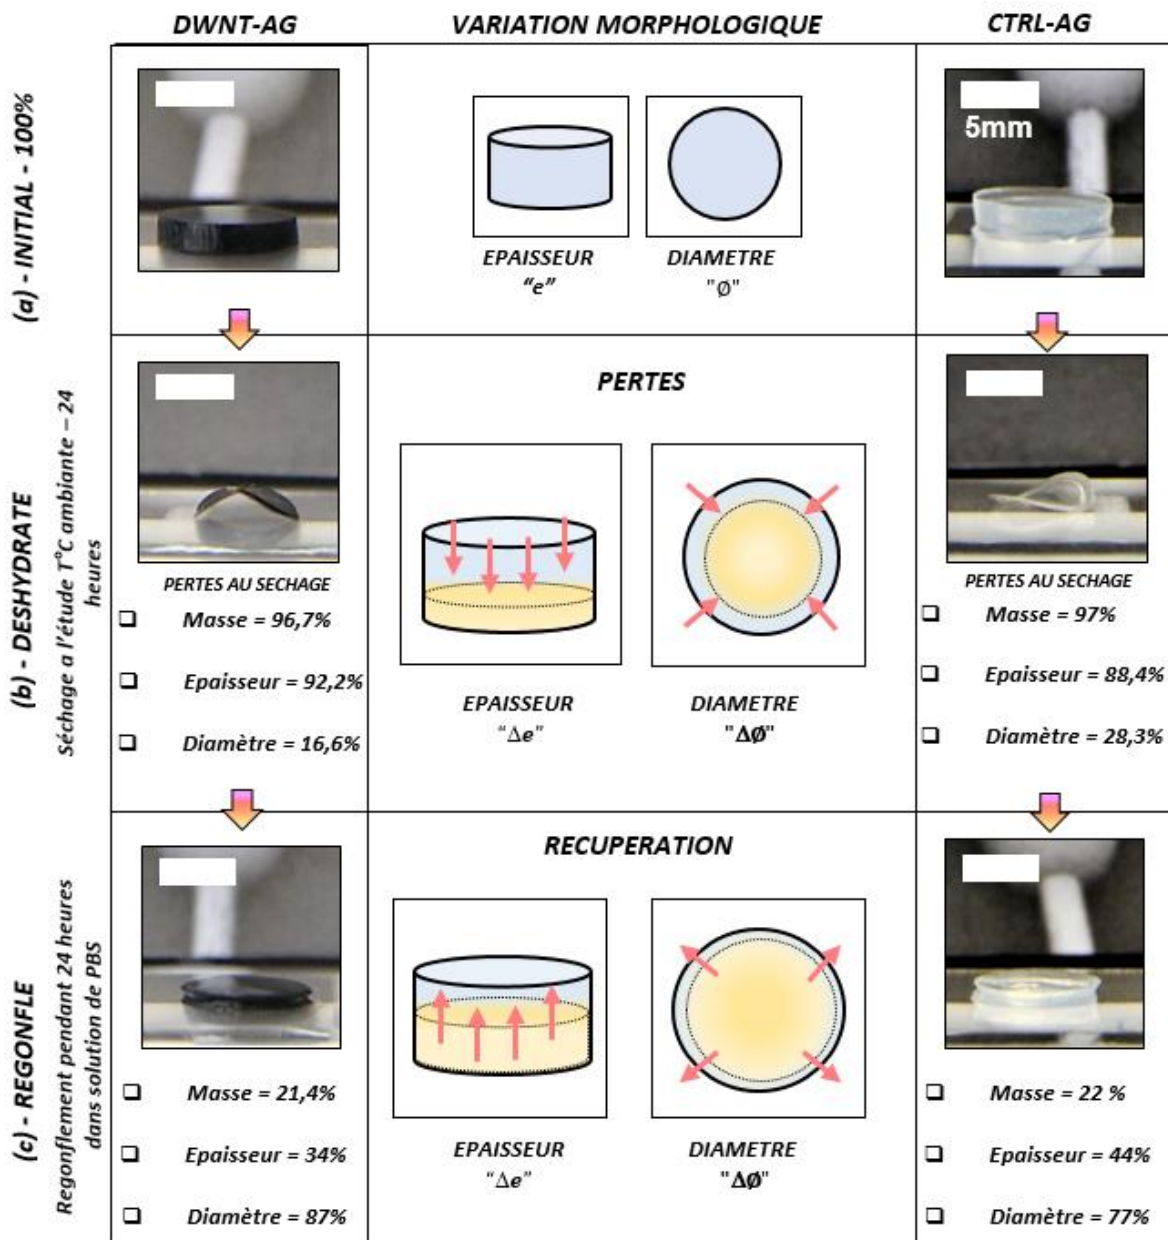 DWNT-AG
VARIATION MORPHOLOGIQUE
CTRL-AG
(a) - INITIAL - 100%
5mm
EPAISSEUR
“e”
DIAMETRE
"Ø"
(b) - DESHYDRATE
Séchage a l’étude T°C ambiante – 24
heures
PERTES AU SECHAGE
❑ Masse = 96,7%
❑ Epaisseur = 92,2%
❑ Diamètre = 16,6%
PERTES
EPAISSEUR
“Δe”
DIAMETRE
"ΔØ"
PERTES AU SECHAGE
❑ Masse = 97%
❑ Epaisseur = 88,4%
❑ Diamètre = 28,3%
(c) - REGONFLE
Regonflement pendant 24 heures
dans solution de PBS
❑ Masse = 21,4%
❑ Epaisseur = 34%
❑ Diamètre = 87%
RECUPERATION
EPAISSEUR
“Δe”
DIAMETRE
"ΔØ"
❑ Masse = 22 %
❑ Epaisseur = 44%
❑ Diamètre = 77%